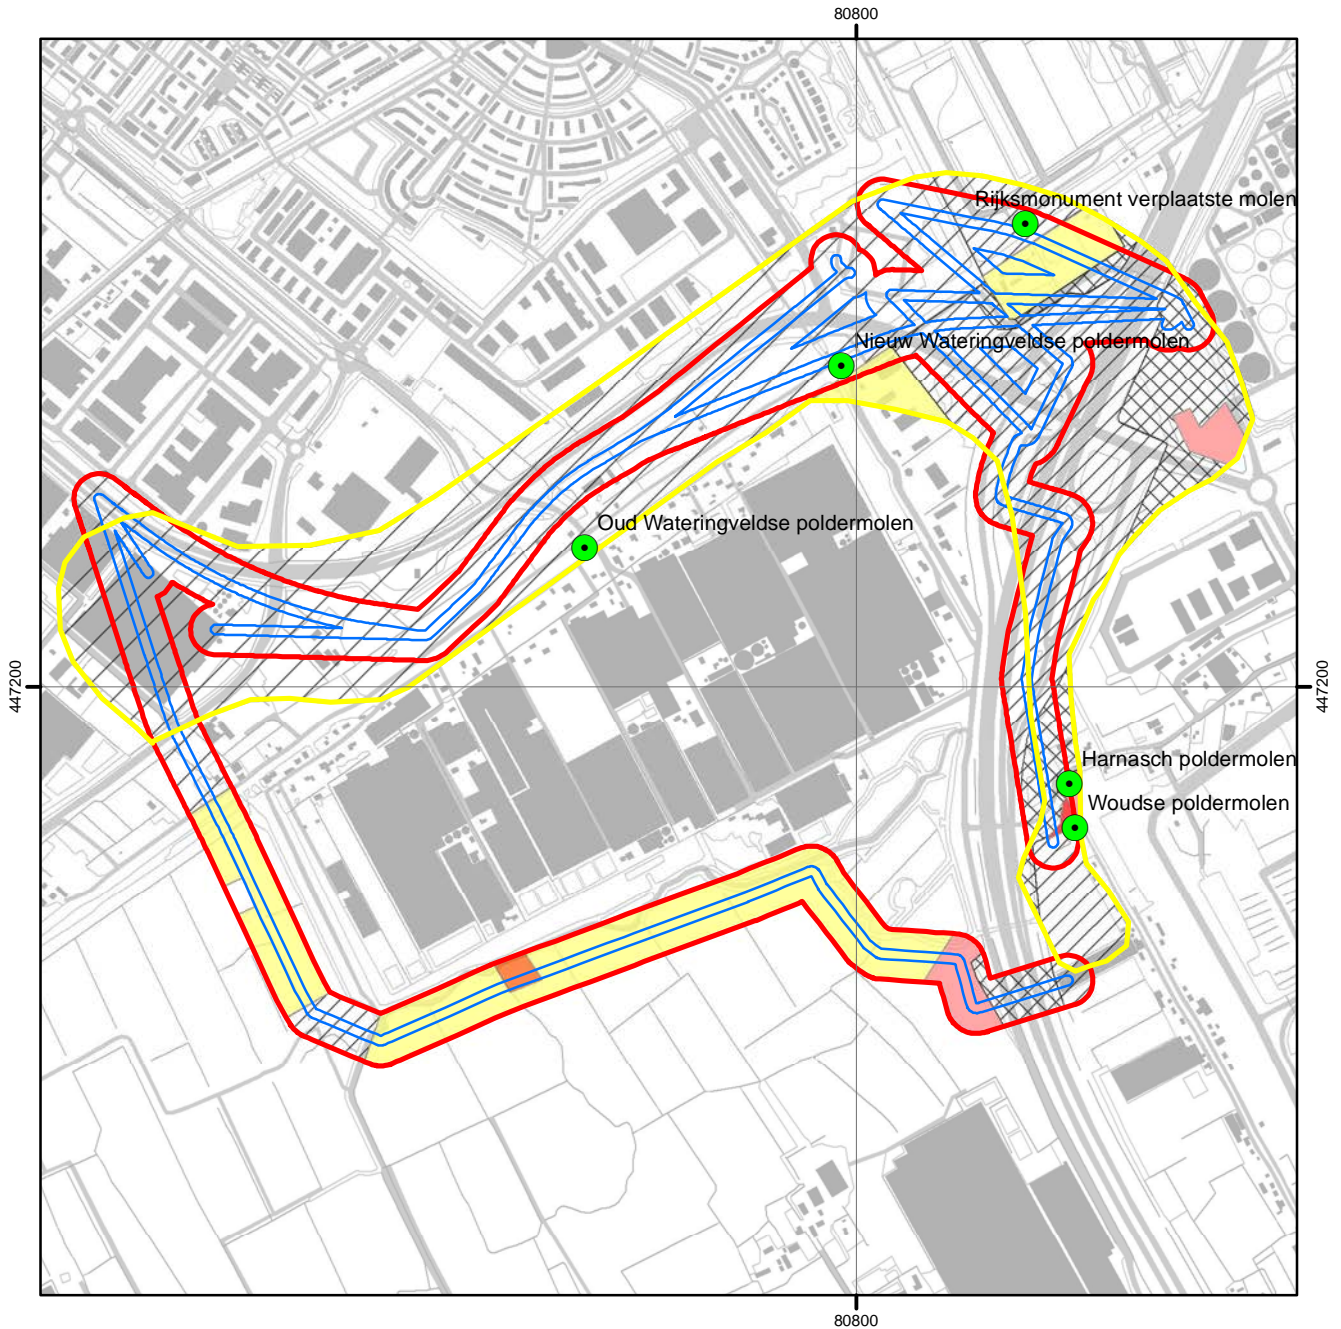 80800
Rijksmonument verplaatste molen
Nieuw Wateringveldse poldermolen
Oud Wateringveldse poldermolen
447200
447200
Harnasch poldermolen
Woudse poldermolen
80800